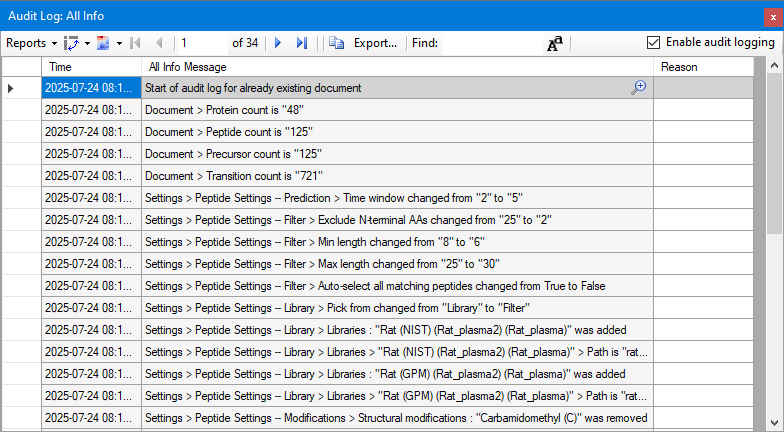 Audit Log: All Info
x
Reports 1 of 34 Export... Find: Aa Enable audit logging
Time All Info Message Reason
2025-07-24 08:1... Start of audit log for already existing document
2025-07-24 08:1... Document > Protein count is "48"
2025-07-24 08:1... Document > Peptide count is "125"
2025-07-24 08:1... Document > Precursor count is "125"
2025-07-24 08:1... Document > Transition count is "721"
2025-07-24 08:1... Settings > Peptide Settings -- Prediction > Time window changed from "2" to "5"
2025-07-24 08:1... Settings > Peptide Settings -- Filter > Exclude N-terminal AAs changed from "25" to "2"
2025-07-24 08:1... Settings > Peptide Settings -- Filter > Min length changed from "8" to "6"
2025-07-24 08:1... Settings > Peptide Settings -- Filter > Max length changed from "25" to "30"
2025-07-24 08:1... Settings > Peptide Settings -- Filter > Auto-select all matching peptides changed from True to False
2025-07-24 08:1... Settings > Peptide Settings -- Library > Pick from changed from "Library" to "Filter"
2025-07-24 08:1... Settings > Peptide Settings -- Library > Libraries : "Rat (NIST) (Rat_plasma2) (Rat_plasma)" was added
2025-07-24 08:1... Settings > Peptide Settings -- Library > Libraries > "Rat (NIST) (Rat_plasma2) (Rat_plasma)" > Path is "rat...
2025-07-24 08:1... Settings > Peptide Settings -- Library > Libraries : "Rat (GPM) (Rat_plasma2) (Rat_plasma)" was added
2025-07-24 08:1... Settings > Peptide Settings -- Library > Libraries > "Rat (GPM) (Rat_plasma2) (Rat_plasma)" > Path is "rat...
2025-07-24 08:1... Settings > Peptide Settings -- Modifications > Structural modifications : "Carbamidomethyl (C)" was removed